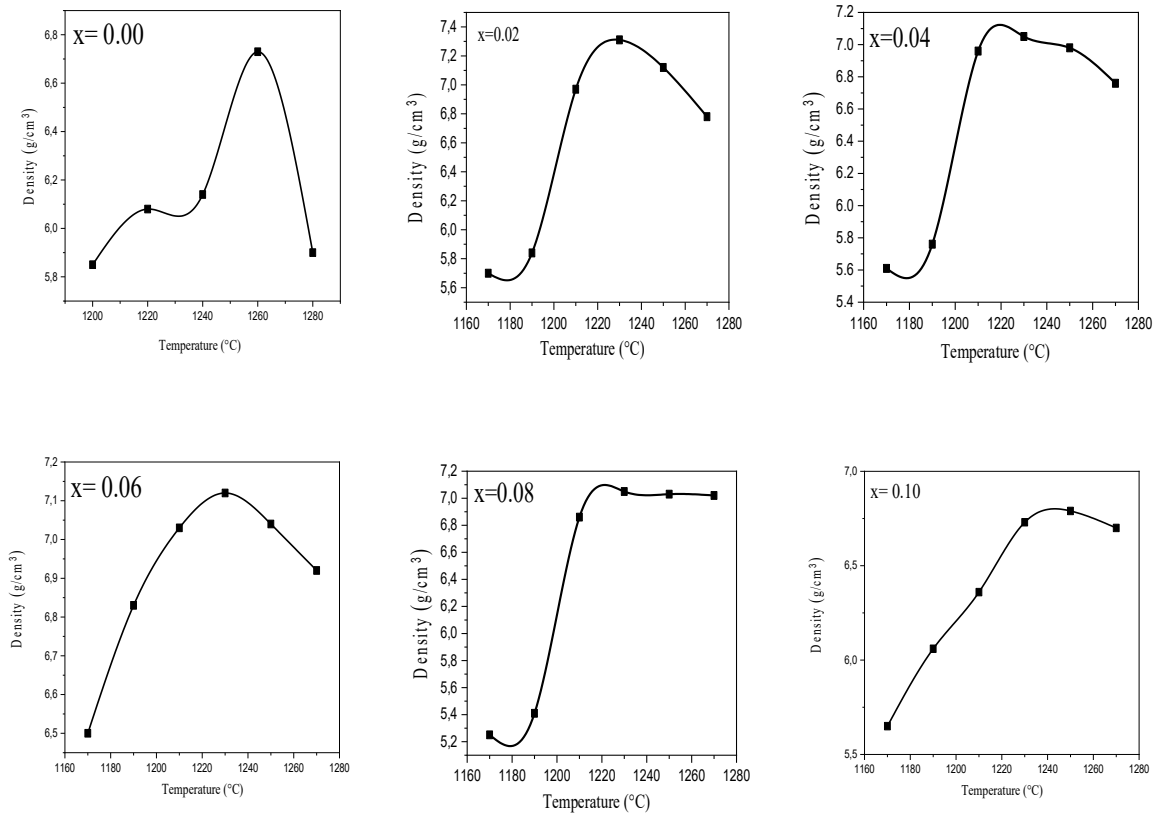 x= 0.00
6,8
6,6
6,4
6,2
6,0
5,8
Density (g/cm³)
1200 1220 1240 1260 1280
Temperature (°C)
x=0.02
7,4
7,2
7,0
6,8
6,6
6,4
6,2
6,0
5,8
5,6
Density (g/cm³)
1160 1180 1200 1220 1240 1260 1280
Temperature (°C)
x=0.04
7.2
7.0
6.8
6.6
6.4
6.2
6.0
5.8
5.6
5.4
Density (g/cm³)
1160 1180 1200 1220 1240 1260 1280
Temperature (°C)
x= 0.06
7,2
7,1
7,0
6,9
6,8
6,7
6,6
6,5
Density (g/cm³)
1160 1180 1200 1220 1240 1260 1280
Temperature (°C)
x=0.08
7,2
7,0
6,8
6,6
6,4
6,2
6,0
5,8
5,6
5,4
5,2
Density (g/cm³)
1160 1180 1200 1220 1240 1260 1280
Temperature (°C)
x= 0.10
7,0
6,5
6,0
5,5
Density (g/cm³)
1160 1180 1200 1220 1240 1260 1280
Temperature (°C)